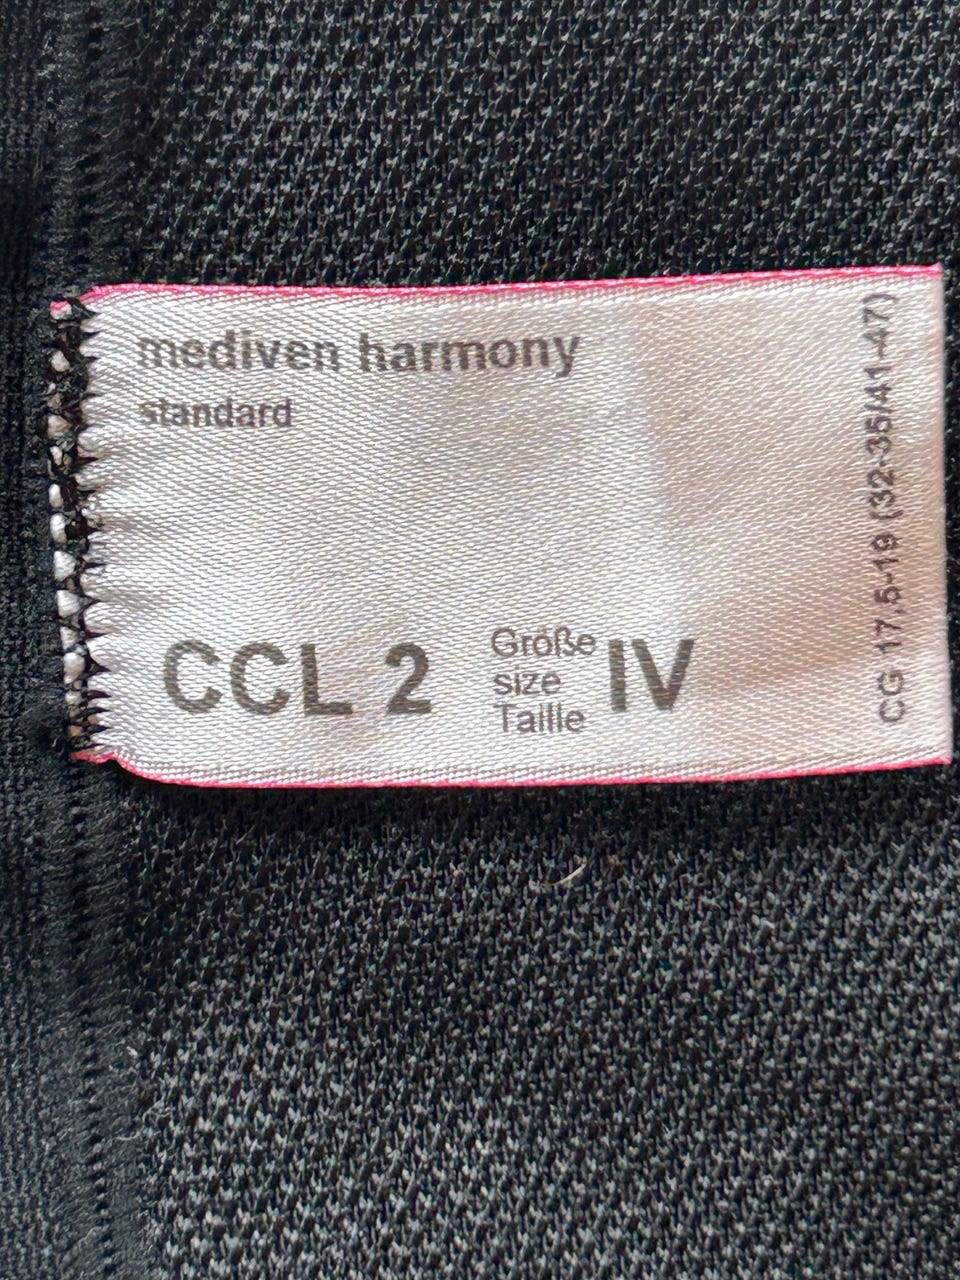 mediven harmony
standard
CCL 2
Größe
size
Taille
IV
CG 17,5-19 (32-35/41-47)